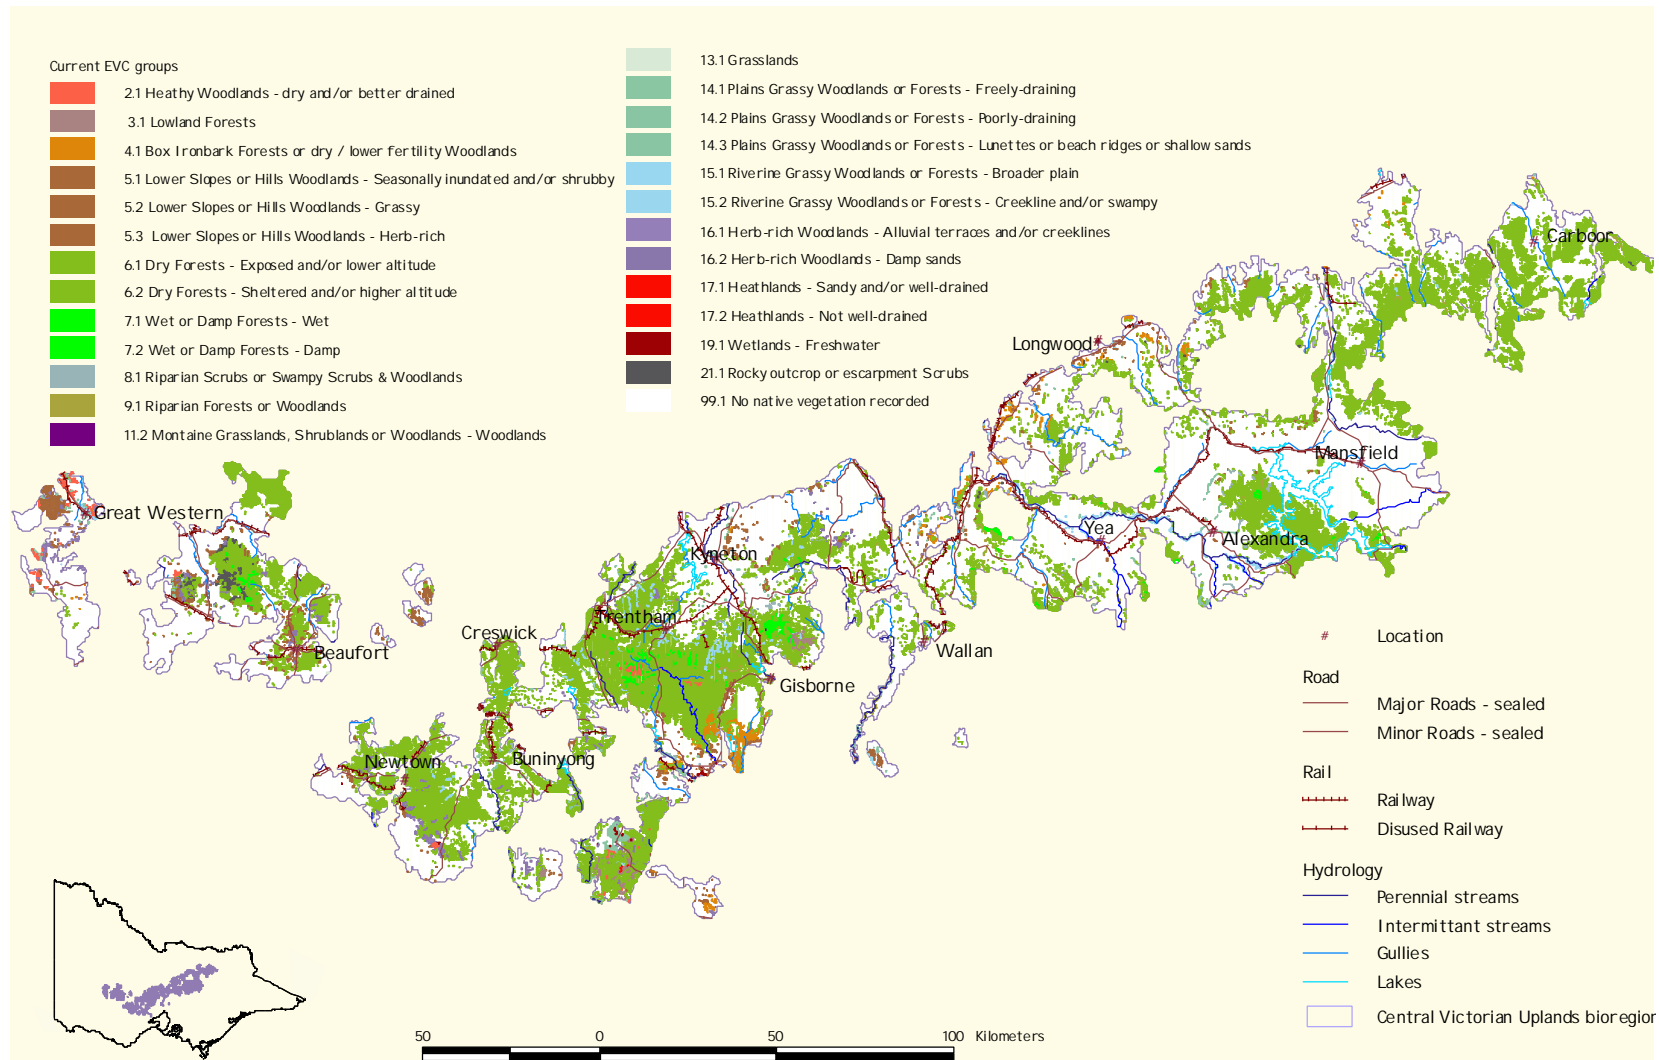 Current EVC groups
2.1 Heathy Woodlands - dry and/or better drained
3.1 Lowland Forests
4.1 Box Ironbark Forests or dry / lower fertility Woodlands
5.1 Lower Slopes or Hills Woodlands - Seasonally inundated and/or shrubby
5.2 Lower Slopes or Hills Woodlands - Grassy
5.3 Lower Slopes or Hills Woodlands - Herb-rich
6.1 Dry Forests - Exposed and/or lower altitude
6.2 Dry Forests - Sheltered and/or higher altitude
7.1 Wet or Damp Forests - Wet
7.2 Wet or Damp Forests - Damp
8.1 Riparian Scrubs or Swampy Scrubs & Woodlands
9.1 Riparian Forests or Woodlands
11.2 Montaine Grasslands, Shrublands or Woodlands - Woodlands
13.1 Grasslands
14.1 Plains Grassy Woodlands or Forests - Freely-draining
14.2 Plains Grassy Woodlands or Forests - Poorly-draining
14.3 Plains Grassy Woodlands or Forests - Lunettes or beach ridges or shallow sands
15.1 Riverine Grassy Woodlands or Forests - Broader plain
15.2 Riverine Grassy Woodlands or Forests - Creekline and/or swampy
16.1 Herb-rich Woodlands - Alluvial terraces and/or creeklines
16.2 Herb-rich Woodlands - Damp sands
17.1 Heathlands - Sandy and/or well-drained
17.2 Heathlands - Not well-drained
19.1 Wetlands - Freshwater
21.1 Rocky outcrop or escarpment Scrubs
99.1 No native vegetation recorded
Carboor
Longwood
Mansfield
Great Western
Yea
Alexandra
Kyneton
Trentham
Creswick
Beaufort
Wallan
Gisborne
Newtown
Buninyong
# Location
Road
Major Roads - sealed
Minor Roads - sealed
Rail
Railway
Disused Railway
Hydrology
Perennial streams
Intermittant streams
Gullies
Lakes
Central Victorian Uplands bioregion
50 0 50 100 Kilometers